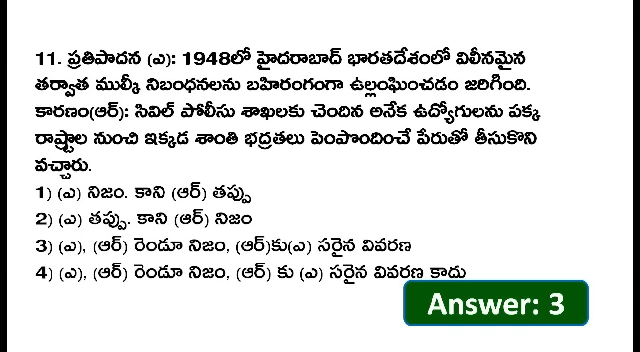 11. ప్రతిపాదన (ఎ): 1948లో హైదరాబాద్ భారతదేశంలో విలీనమైన
తర్వాత ముల్కీ నిబంధనలను బహిరంగంగా ఉల్లంఘించడం జరిగింది.
కారణం(ఆర్): సివిల్ పోలీసు శాఖలకు చెందిన అనేక ఉద్యోగులను పక్క
రాష్ట్రాల నుంచి ఇక్కడ శాంతి భద్రతలు పెంపొందించే పేరుతో తీసుకొని
వచ్చారు.
1) (ఎ) నిజం. కాని (ఆర్) తప్పు
2) (ఎ) తప్పు. కాని (ఆర్) నిజం
3) (ఎ), (ఆర్) రెండూ నిజం, (ఆర్)కు(ఎ) సరైన వివరణ
4) (ఎ), (ఆర్) రెండూ నిజం, (ఆర్) కు (ఎ) సరైన వివరణ కాదు
Answer: 3